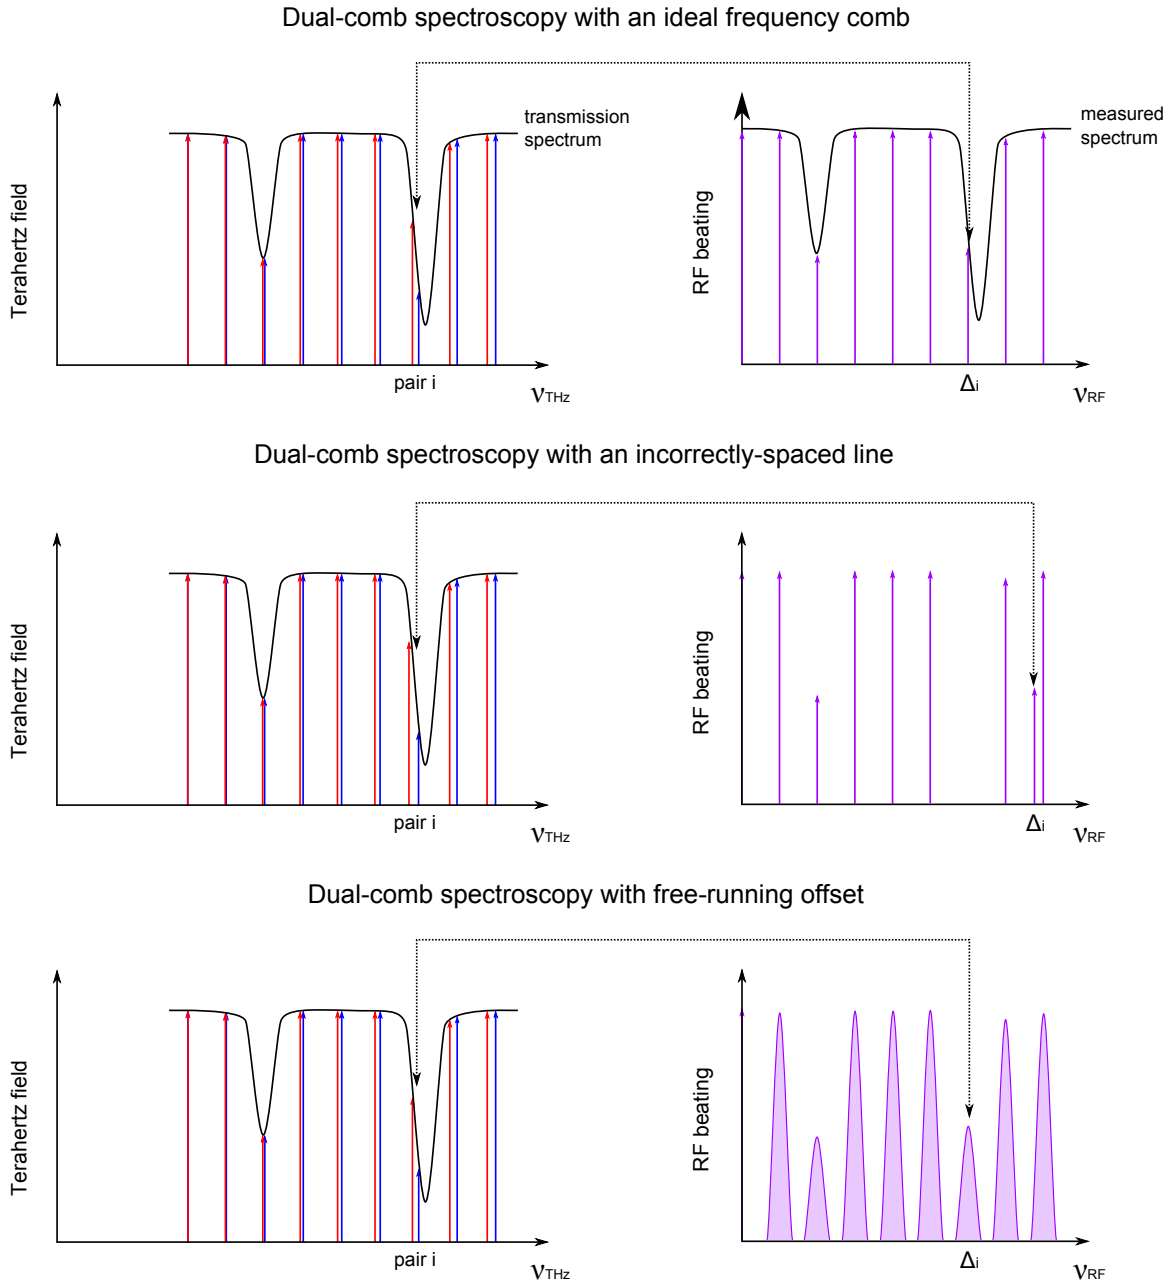 Dual-comb spectroscopy with an ideal frequency comb
transmission
spectrum
Terahertz field
pair i
νTHz
measured
spectrum
RF beating
Δi
νRF
Dual-comb spectroscopy with an incorrectly-spaced line
Terahertz field
pair i
νTHz
RF beating
Δi
νRF
Dual-comb spectroscopy with free-running offset
Terahertz field
pair i
νTHz
RF beating
Δi
νRF